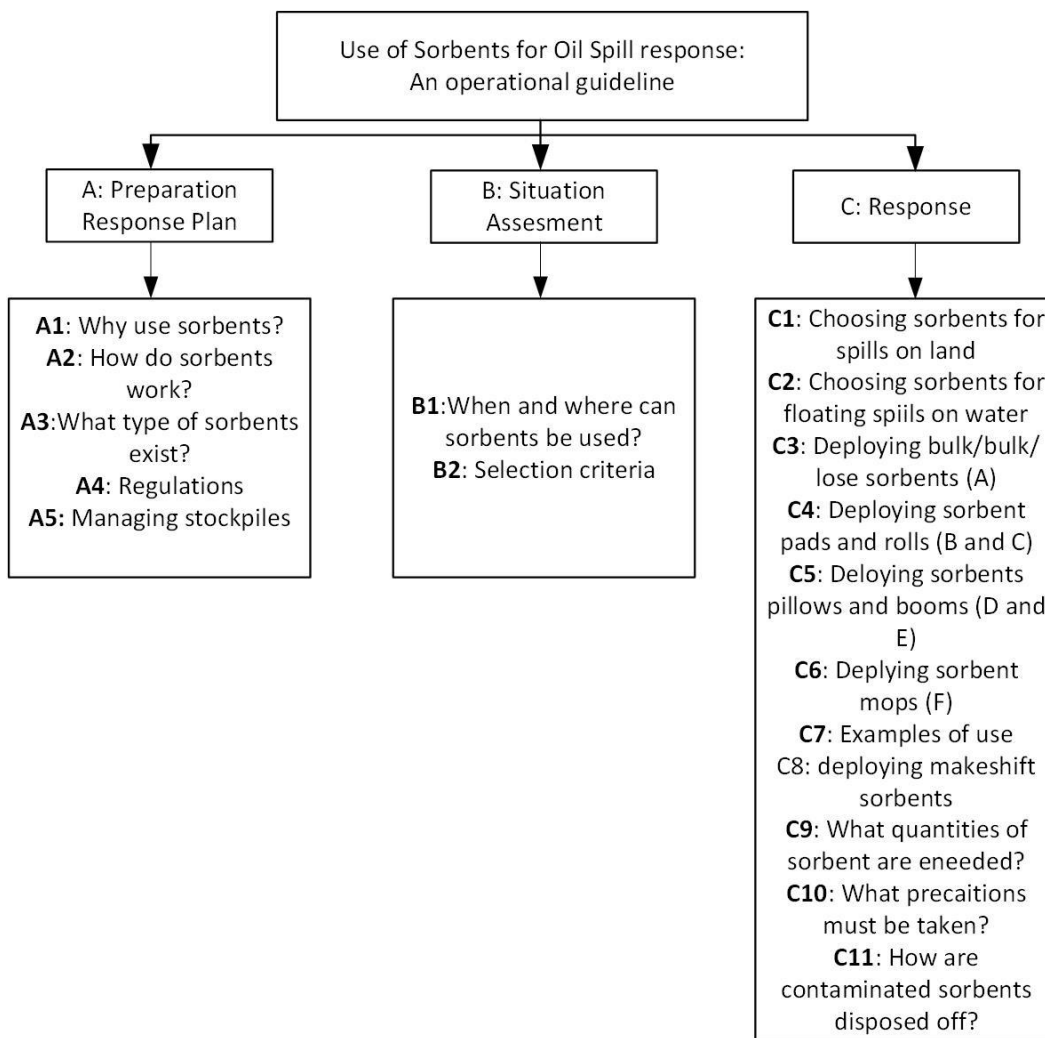 Use of Sorbents for Oil Spill response:
An operational guideline
A: Preparation
Response Plan
B: Situation
Assesment
C: Response
A1: Why use sorbents?
A2: How do sorbents
work?
A3:What type of sorbents
exist?
A4: Regulations
A5: Managing stockpiles
B1:When and where can
sorbents be used?
B2: Selection criteria
C1: Choosing sorbents for
spills on land
C2: Choosing sorbents for
floating spiils on water
C3: Deploying bulk/bulk/
lose sorbents (A)
C4: Deploying sorbent
pads and rolls (B and C)
C5: Deloying sorbents
pillows and booms (D and
E)
C6: Deplying sorbent
mops (F)
C7: Examples of use
C8: deploying makeshift
sorbents
C9: What quantities of
sorbent are eneeded?
C10: What precaitions
must be taken?
C11: How are
contaminated sorbents
disposed off?